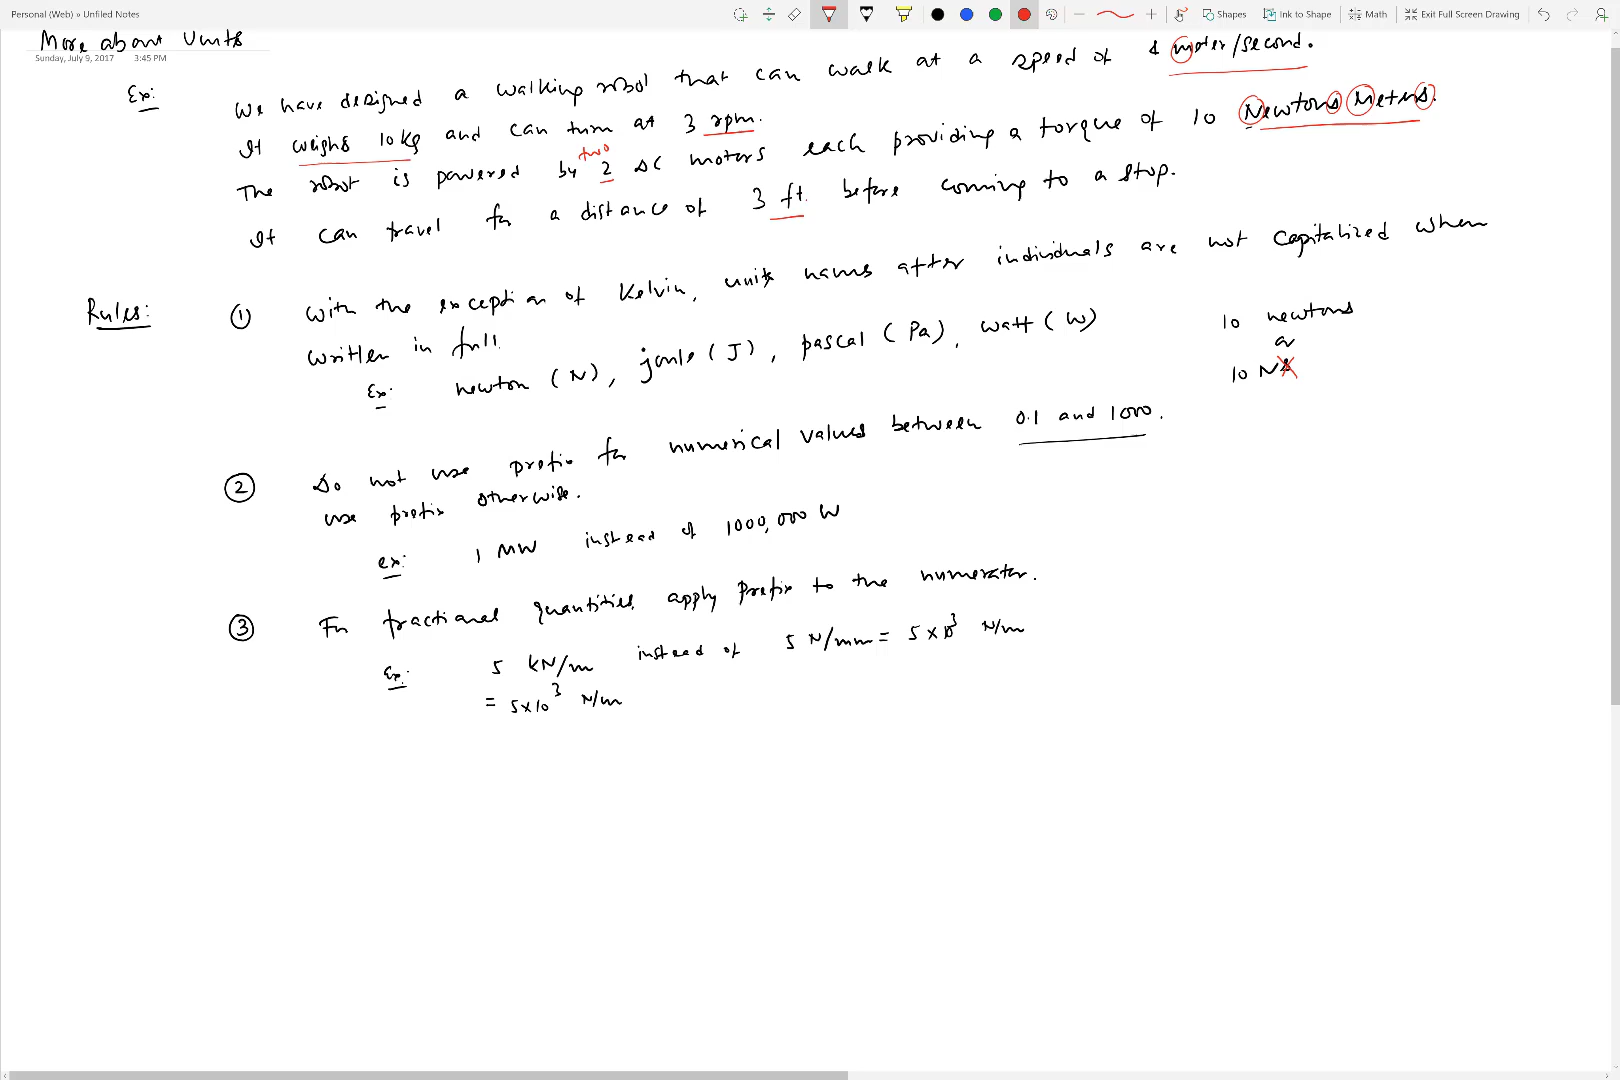 Personal (Web) » Unfiled Notes
Shapes
Ink to Shape
Math
Exit Full Screen Drawing
More about Units
Sunday, July 9, 2017 3:45 PM
Ex: We have designed a walking robot that can walk at a speed of 1 meter/second.
It weighs 10 kg and can turn at 3 rpm.
two
The robot is powered by 2 DC motors each providing a torque of 10 Newtons Meters.
It can travel for a distance of 3 ft. before coming to a stop.
Rules: ① With the exception of Kelvin, units names after individuals are not capitalized when
written in full.
Ex: newton (N), joule (J), pascal (Pa), watt (W)
10 newtons
or
10 Ns
② Do not use prefix for numerical values between 0.1 and 1000.
use prefix otherwise.
ex: 1 MW instead of 1000,000 W
③ For fractional quantities, apply prefix to the numerator.
Ex: 5 kN/m instead of 5 N/mm = 5×10³ N/m
= 5×10³ N/m